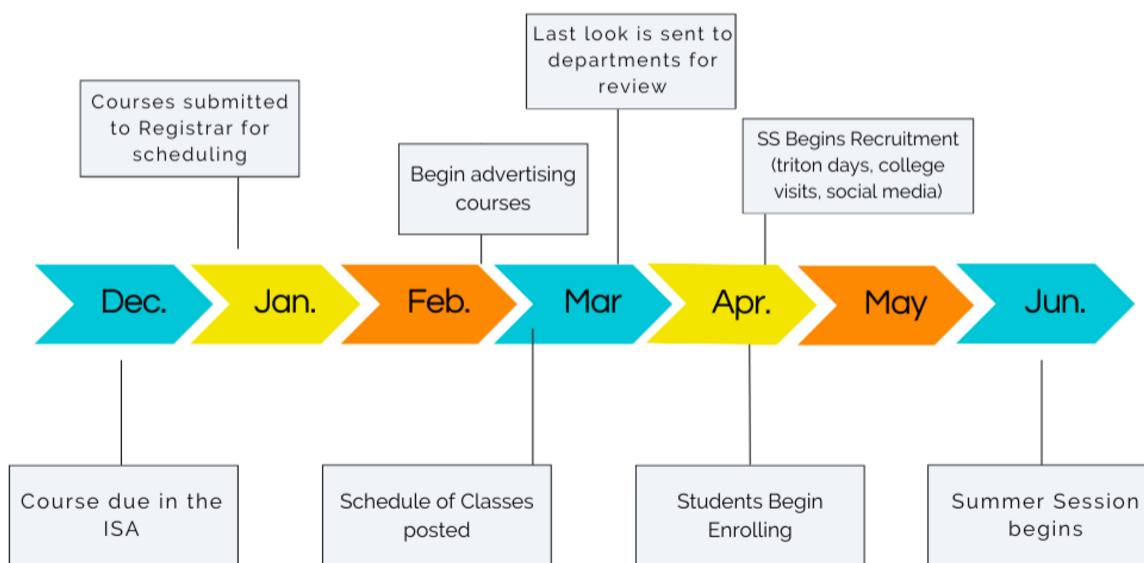 Last look is sent to
departments for
review
Courses submitted
to Registrar for
scheduling
SS Begins Recruitment
(triton days, college
visits, social media)
Begin advertising
courses
Dec.
Jan.
Feb.
Mar
Apr.
May
Jun.
Course due in the
ISA
Schedule of Classes
posted
Students Begin
Enrolling
Summer Session
begins